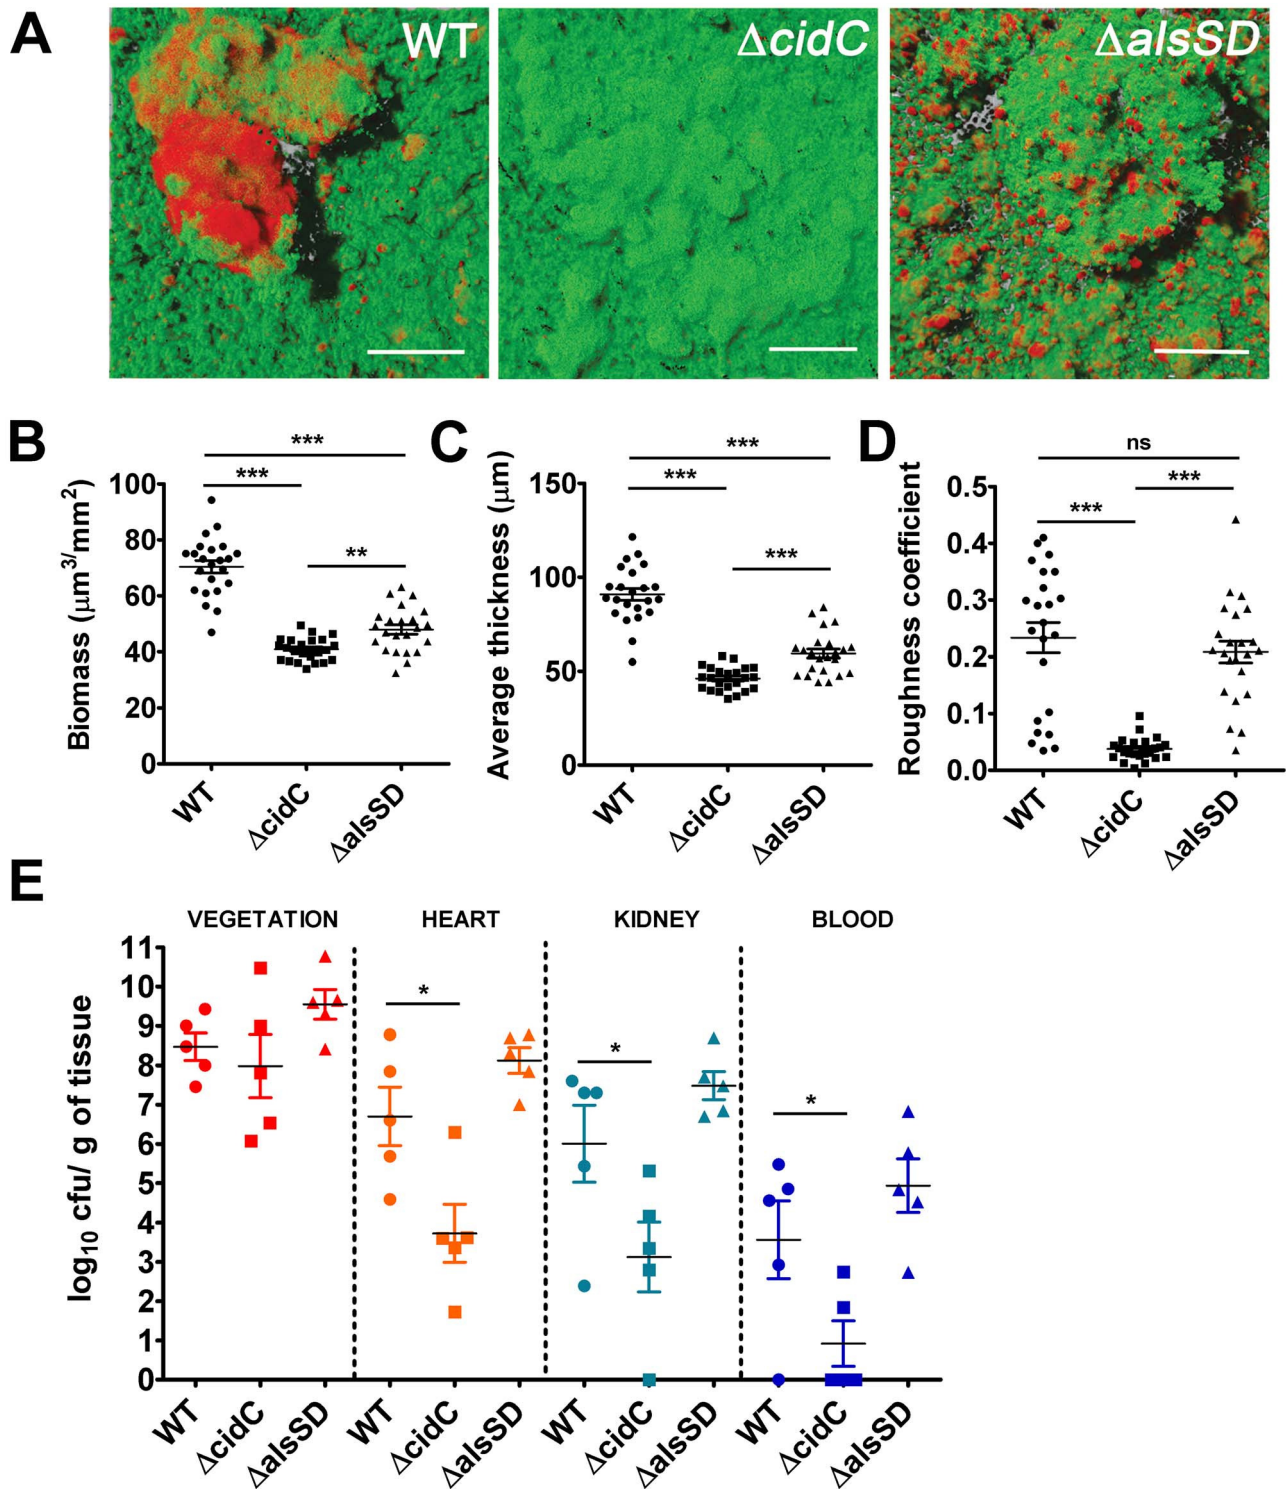 A
WT
ΔcidC
ΔalsSD
B
***
***
**
Biomass (μm³/mm²)
100
80
60
40
20
0
WT
ΔcidC
ΔalsSD
C
***
***
***
Average thickness (μm)
150
100
50
0
WT
ΔcidC
ΔalsSD
D
ns
***
***
Roughness coefficient
0.5
0.4
0.3
0.2
0.1
0.0
WT
ΔcidC
ΔalsSD
E
VEGETATION
HEART
KIDNEY
BLOOD
log₁₀ cfu/ g of tissue
11
10
9
8
7
6
5
4
3
2
1
0
*
*
*
WT
ΔcidC
ΔalsSD
WT
ΔcidC
ΔalsSD
WT
ΔcidC
ΔalsSD
WT
ΔcidC
ΔalsSD